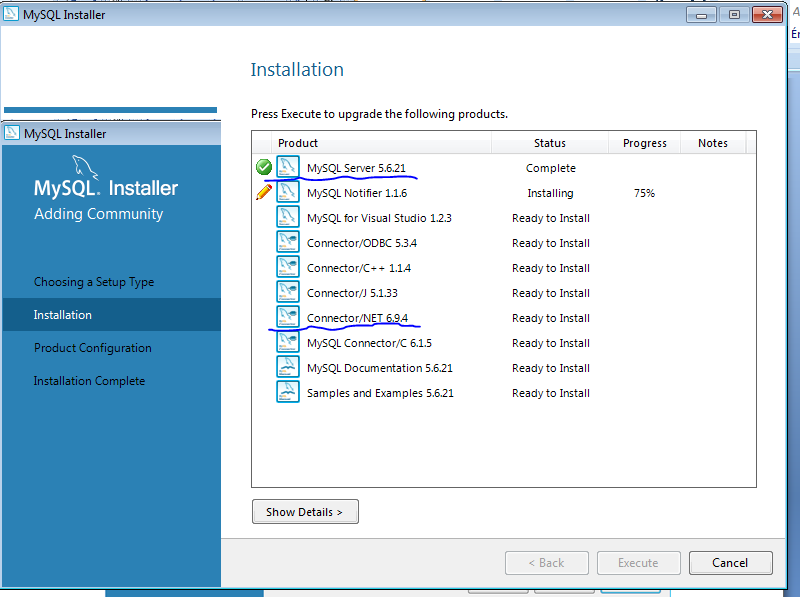 MySQL Installer
Installation
Press Execute to upgrade the following products.
Product Status Progress Notes
MySQL Server 5.6.21 Complete
MySQL Notifier 1.1.6 Installing 75%
MySQL for Visual Studio 1.2.3 Ready to Install
Connector/ODBC 5.3.4 Ready to Install
Connector/C++ 1.1.4 Ready to Install
Connector/J 5.1.33 Ready to Install
Connector/NET 6.9.4 Ready to Install
MySQL Connector/C 6.1.5 Ready to Install
MySQL Documentation 5.6.21 Ready to Install
Samples and Examples 5.6.21 Ready to Install
MySQL Installer
MySQL. Installer
Adding Community
Choosing a Setup Type
Installation
Product Configuration
Installation Complete
Show Details >
< Back Execute Cancel